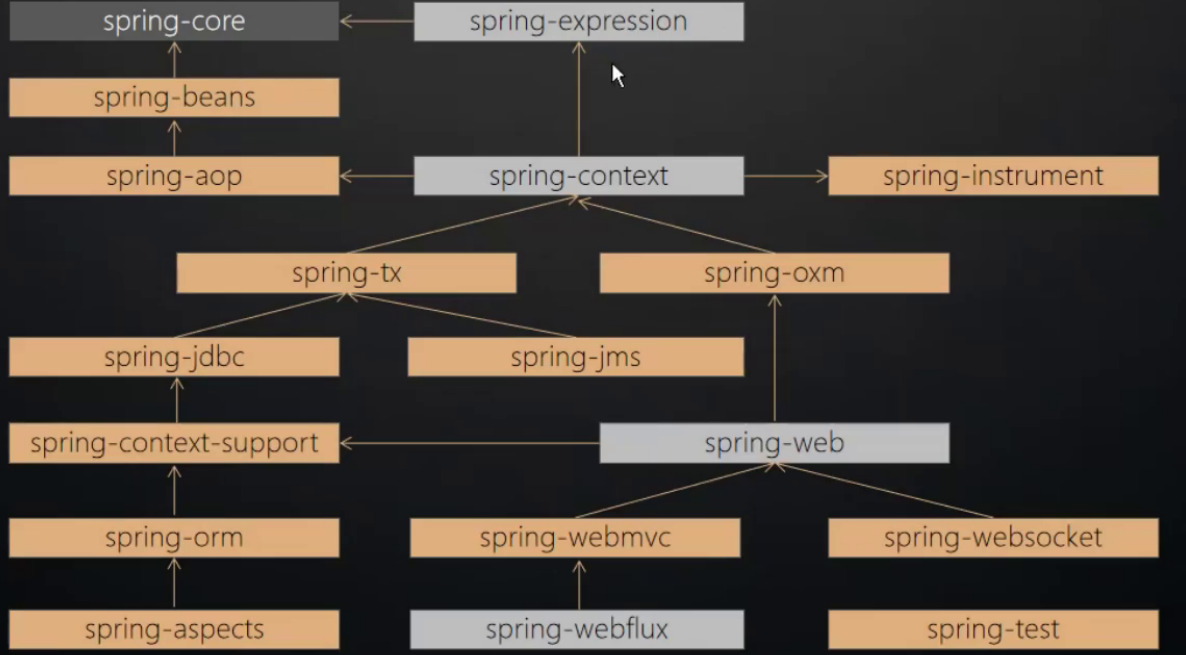 spring-core
spring-expression
spring-beans
spring-aop
spring-context
spring-instrument
spring-tx
spring-oxm
spring-jdbc
spring-jms
spring-context-support
spring-web
spring-orm
spring-webmvc
spring-websocket
spring-aspects
spring-webflux
spring-test